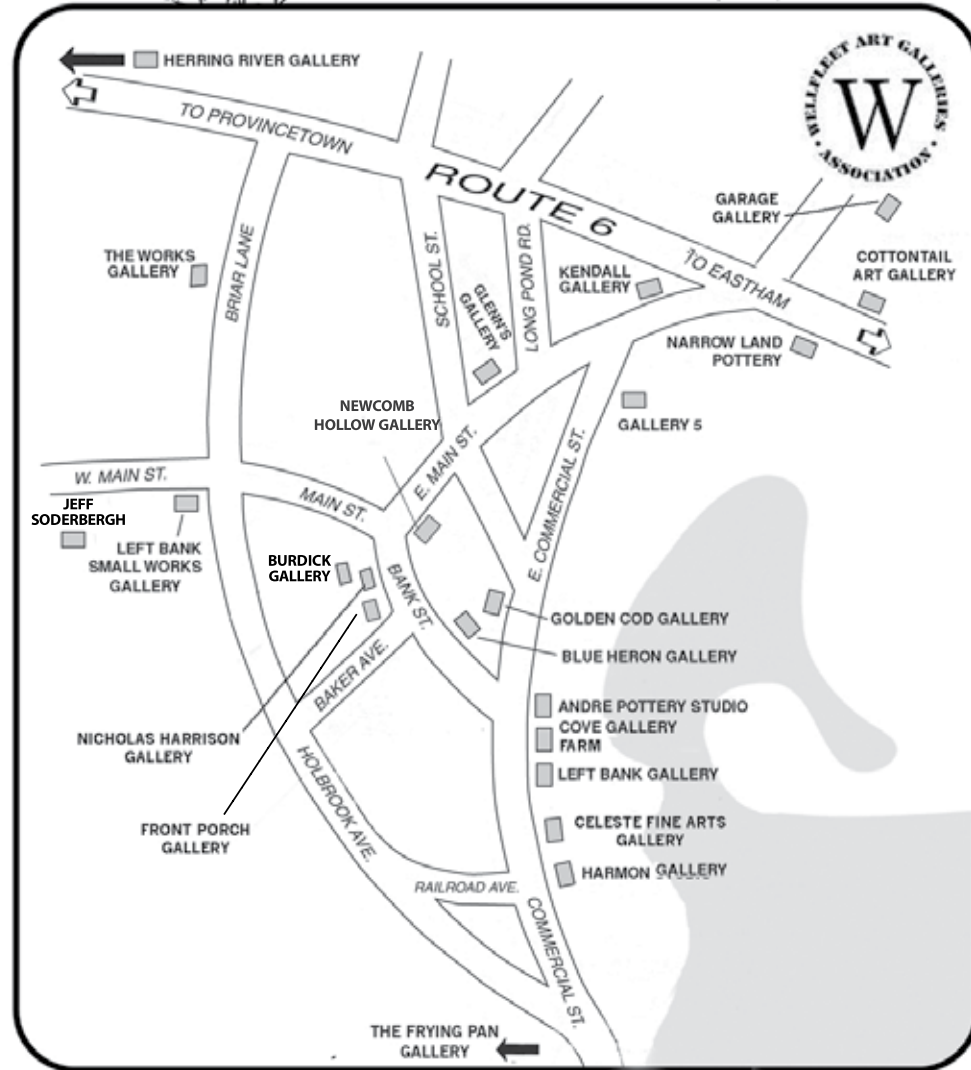 HERRING RIVER GALLERY
WELLFLEET ART GALLERIES
W
· ASSOCIATION ·
TO PROVINCETOWN
ROUTE 6
GARAGE
GALLERY
TO EASTHAM
COTTONTAIL
ART GALLERY
THE WORKS
GALLERY
BRIAR LANE
SCHOOL ST.
GLENN'S
GALLERY
LONG POND RD.
KENDALL
GALLERY
NARROW LAND
POTTERY
NEWCOMB
HOLLOW GALLERY
GALLERY 5
E. MAIN ST.
W. MAIN ST.
MAIN ST.
E. COMMERCIAL ST.
JEFF
SODERBERGH
LEFT BANK
SMALL WORKS
GALLERY
BURDICK
GALLERY
BANK ST.
GOLDEN COD GALLERY
BLUE HERON GALLERY
BAKER AVE.
ANDRE POTTERY STUDIO
COVE GALLERY
FARM
LEFT BANK GALLERY
NICHOLAS HARRISON
GALLERY
HOLBROOK AVE.
FRONT PORCH
GALLERY
CELESTE FINE ARTS
GALLERY
HARMON GALLERY
RAILROAD AVE.
COMMERCIAL ST.
THE FRYING PAN
GALLERY